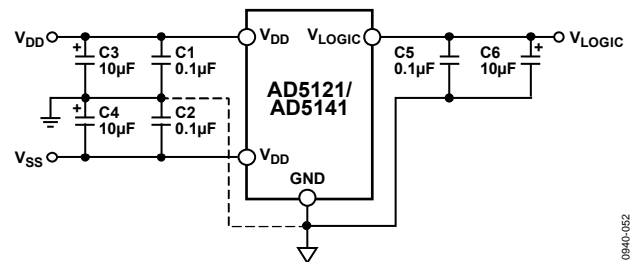 VDD
C3
10µF
C1
0.1µF
C4
10µF
C2
0.1µF
VSS
VDD
VLOGIC
AD5121/
AD5141
VDD
GND
C5
0.1µF
C6
10µF
VLOGIC
+
+
+
0940-052